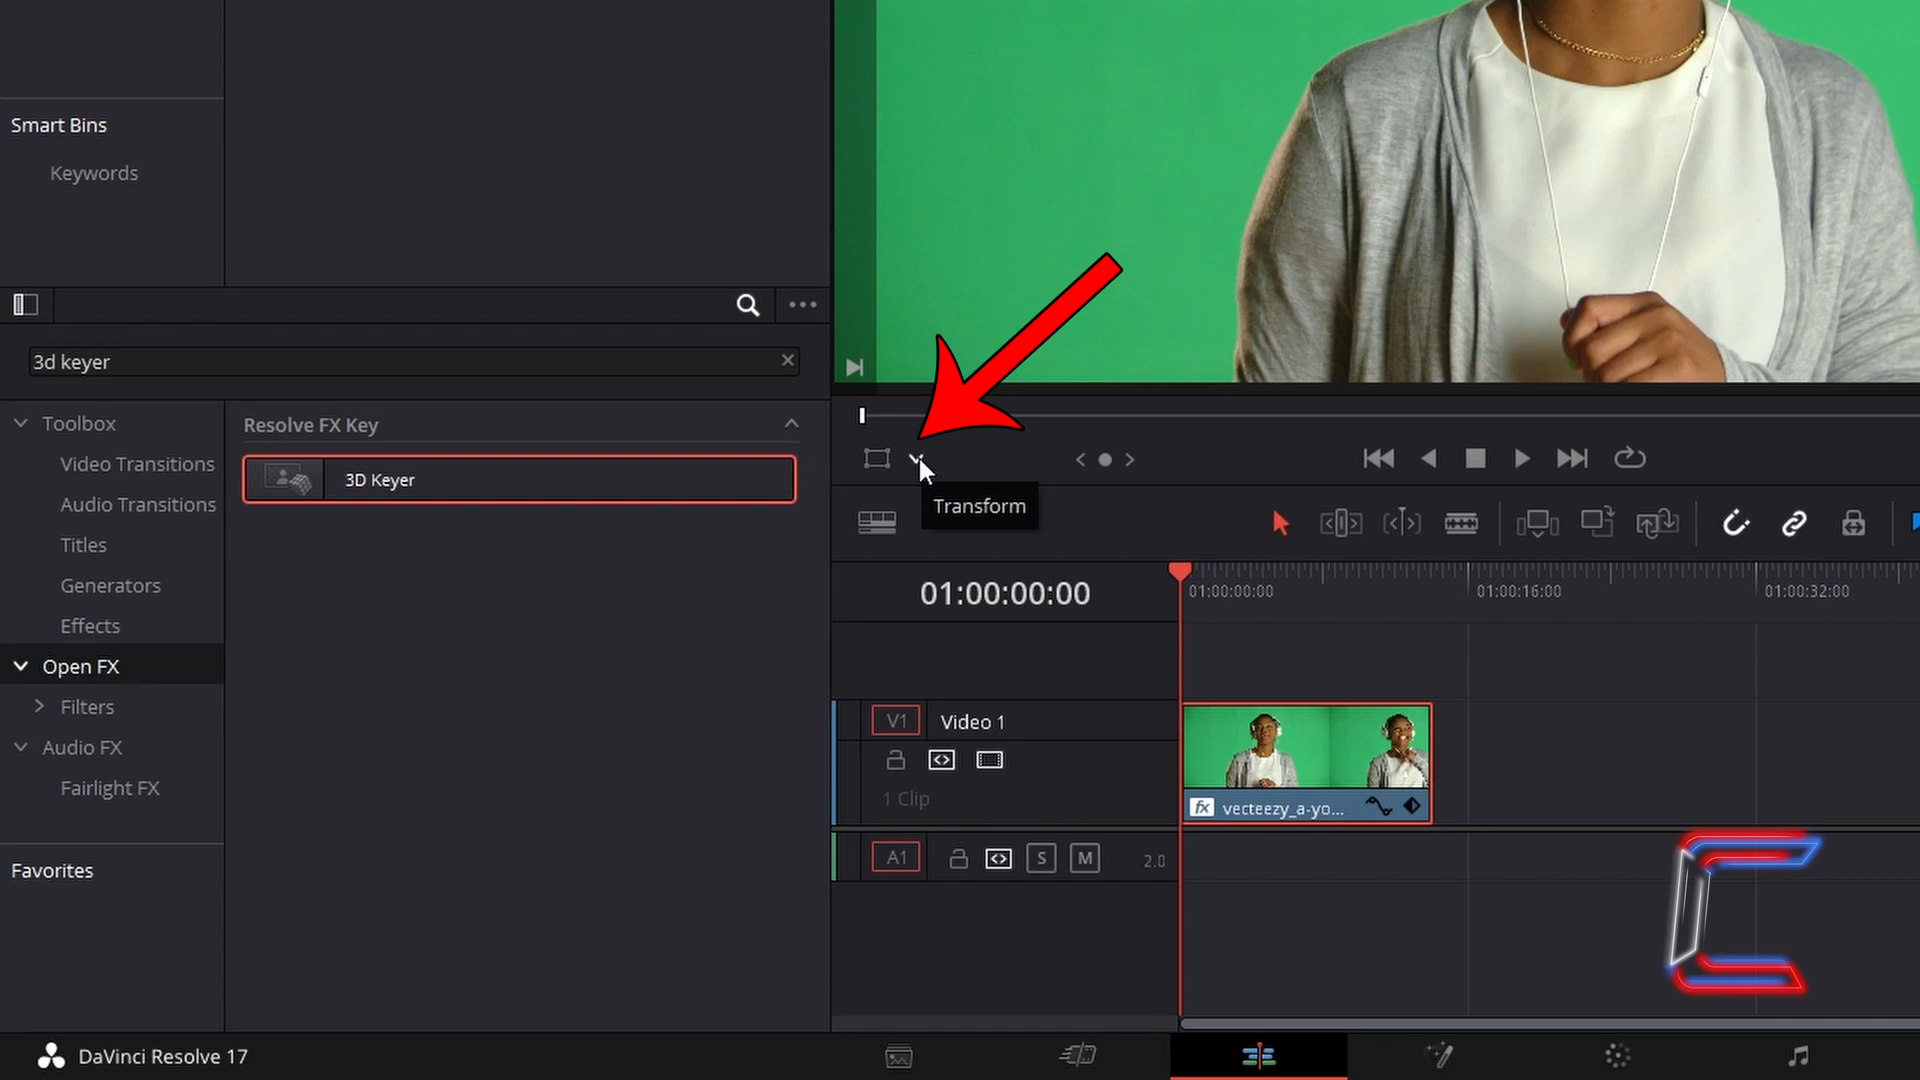 Smart Bins
Keywords
3d keyer
Toolbox
Video Transitions
Audio Transitions
Titles
Generators
Effects
Open FX
Filters
Audio FX
Fairlight FX
Favorites
Resolve FX Key
3D Keyer
Transform
01:00:00:00
01:00:00:00
01:00:16:00
01:00:32:00
V1
Video 1
1 Clip
fx vecteezy_a-yo...
A1
S
M
2.0
DaVinci Resolve 17